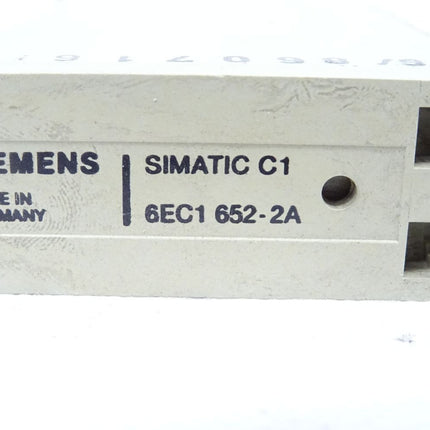 EMENS
SIMATIC C1
E IN
6EC1 652-2A
MANY